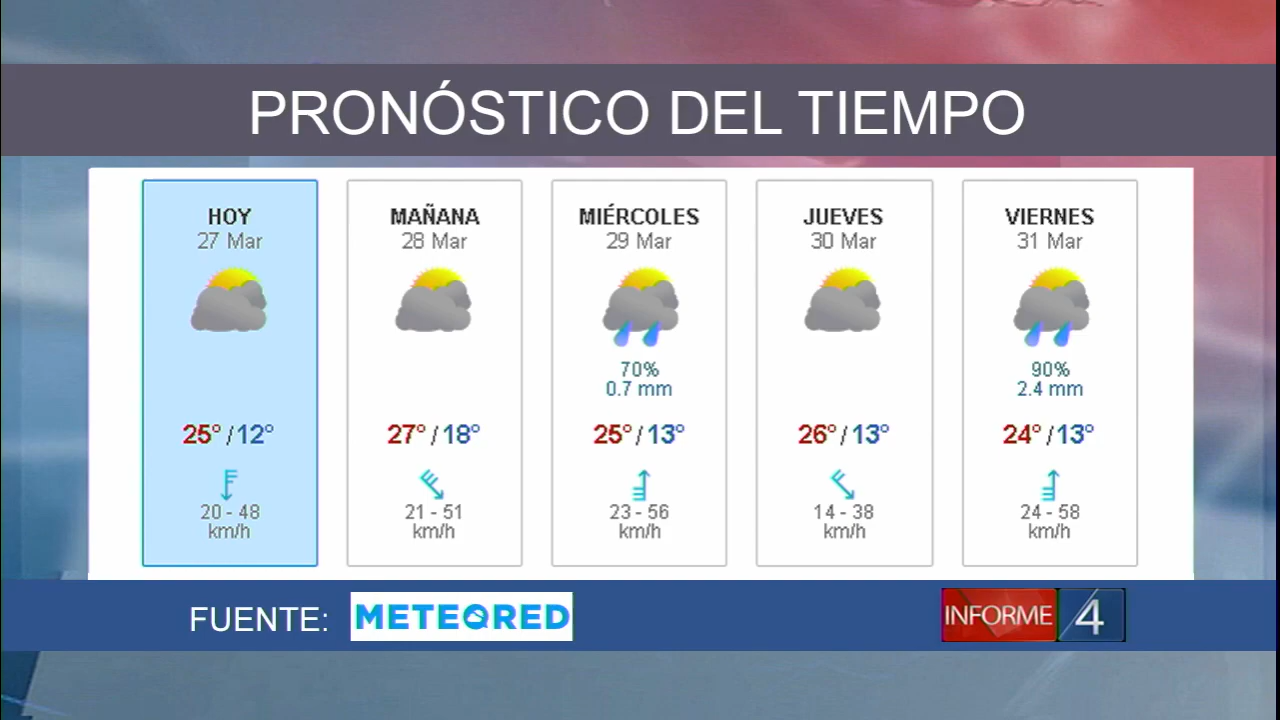 PRONÓSTICO DEL TIEMPO
HOY
27 Mar
25° / 12°
20 - 48
km/h
MAÑANA
28 Mar
27° / 18°
21 - 51
km/h
MIÉRCOLES
29 Mar
70%
0.7 mm
25° / 13°
23 - 56
km/h
JUEVES
30 Mar
26° / 13°
14 - 38
km/h
VIERNES
31 Mar
90%
2.4 mm
24° / 13°
24 - 58
km/h
FUENTE: METEORED
INFORME 4